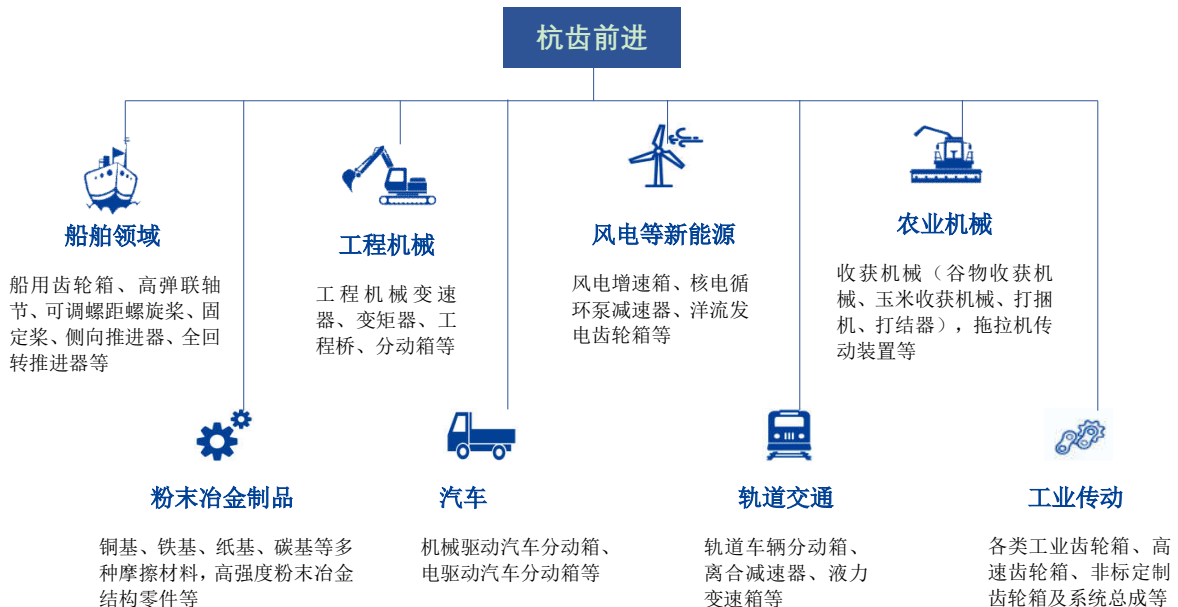 杭齿前进
船舶领域
船用齿轮箱、高弹联轴
节、可调螺距螺旋桨、固
定桨、侧向推进器、全回
转推进器等
工程机械
工程机械变速
器、变矩器、工
程桥、分动箱等
风电等新能源
风电增速箱、核电循
环泵减速器、洋流发
电齿轮箱等
农业机械
收获机械（谷物收获机
械、玉米收获机械、打捆
机、打结器），拖拉机传
动装置等
粉末冶金制品
铜基、铁基、纸基、碳基等多
种摩擦材料，高强度粉末冶金
结构零件等
汽车
机械驱动汽车分动箱、
电驱动汽车分动箱等
轨道交通
轨道车辆分动箱、
离合减速器、液力
变速箱等
工业传动
各类工业齿轮箱、高
速齿轮箱、非标定制
齿轮箱及系统总成等